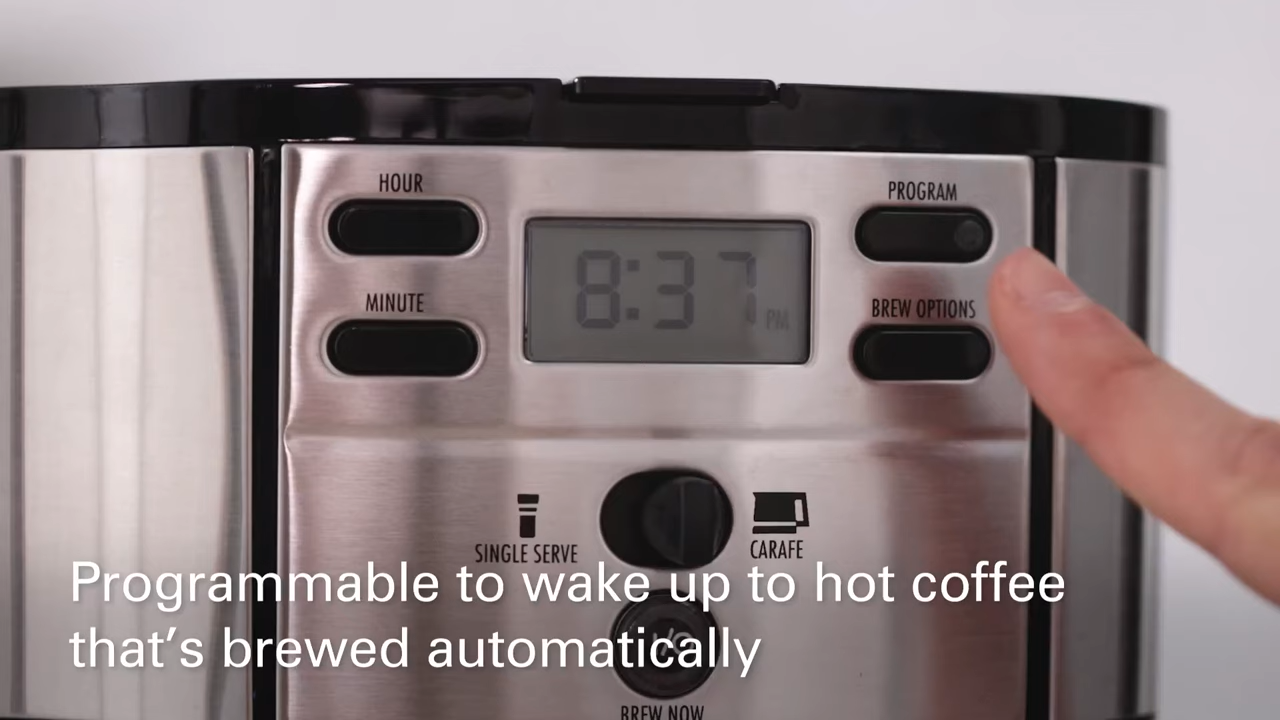 HOUR
PROGRAM
8:37 PM
MINUTE
BREW OPTIONS
SINGLE SERVE
CARAFE
Programmable to wake up to hot coffee
that's brewed automatically
I/O
BREW NOW